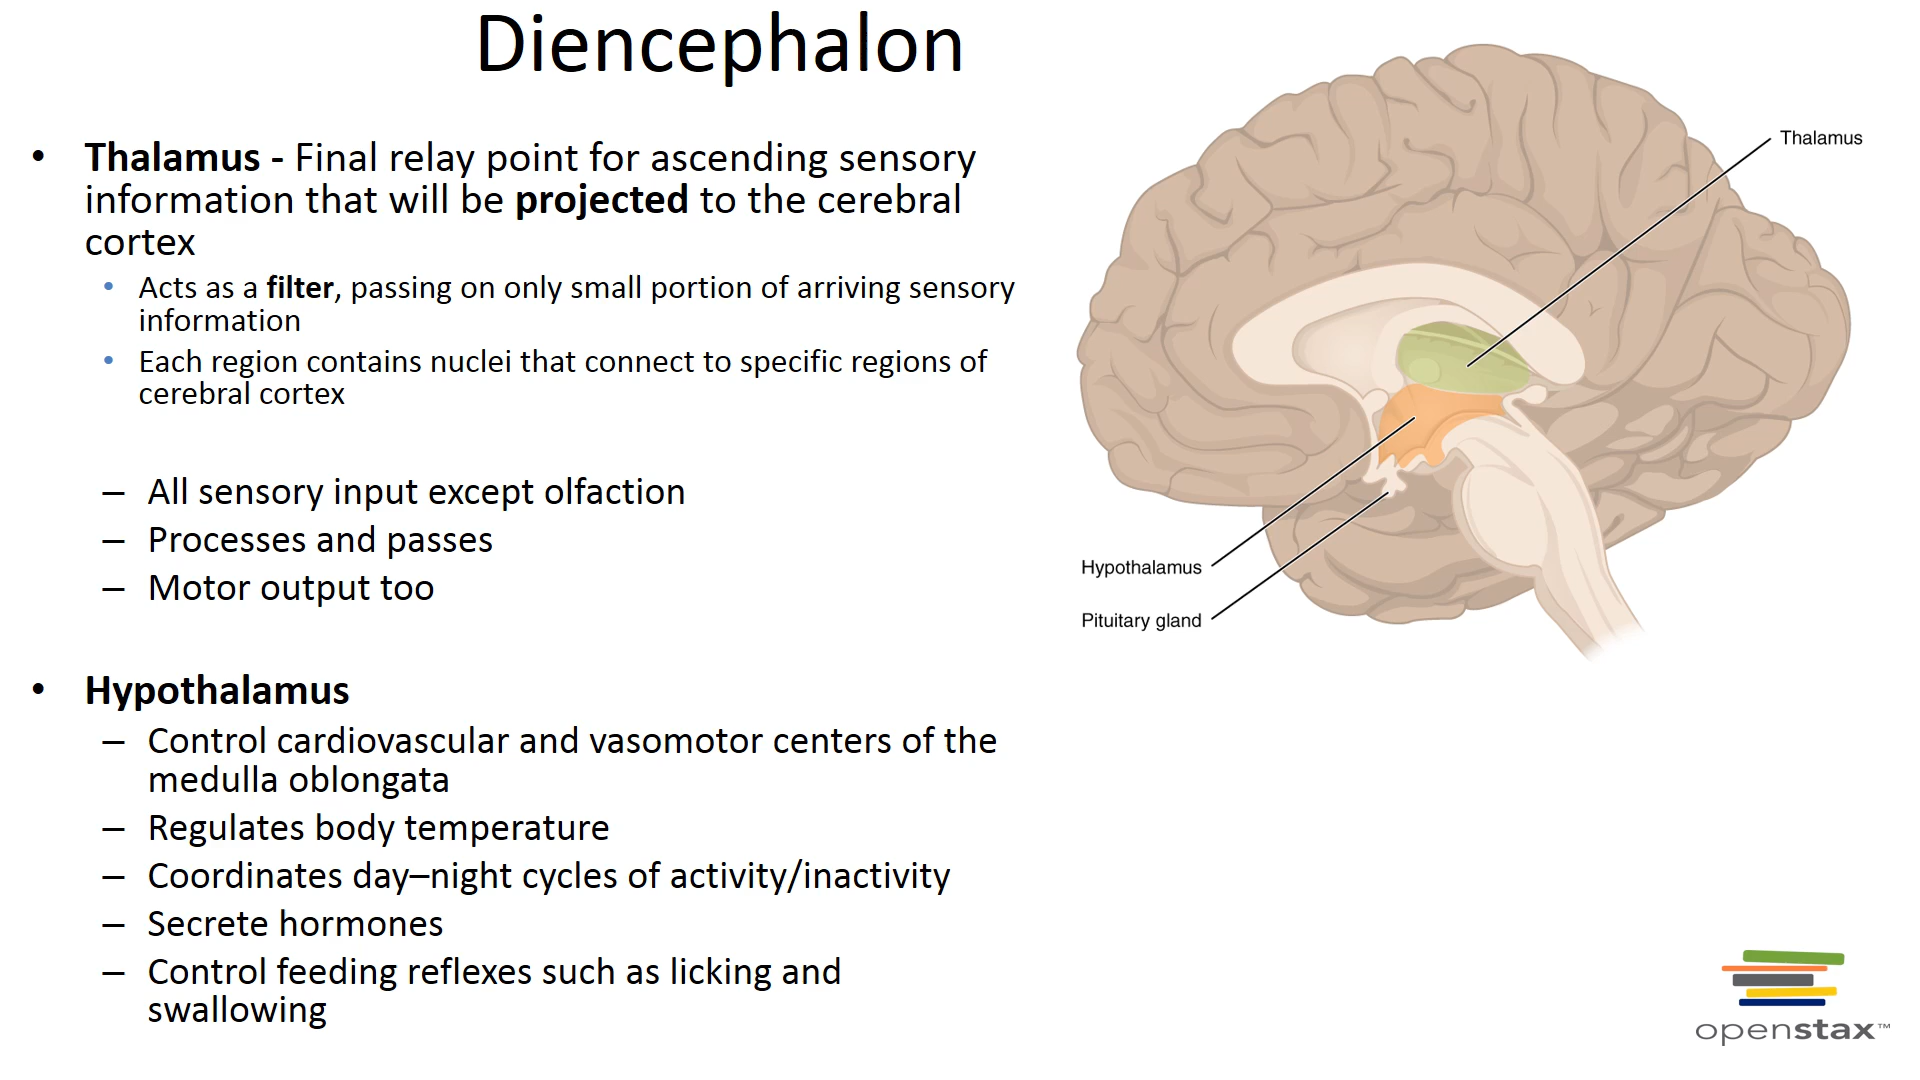 Diencephalon
• Thalamus - Final relay point for ascending sensory
information that will be projected to the cerebral
cortex
• Acts as a filter, passing on only small portion of arriving sensory
information
• Each region contains nuclei that connect to specific regions of
cerebral cortex
– All sensory input except olfaction
– Processes and passes
– Motor output too
• Hypothalamus
– Control cardiovascular and vasomotor centers of the
medulla oblongata
– Regulates body temperature
– Coordinates day–night cycles of activity/inactivity
– Secrete hormones
– Control feeding reflexes such as licking and
swallowing
Thalamus
Hypothalamus
Pituitary gland
openstax™